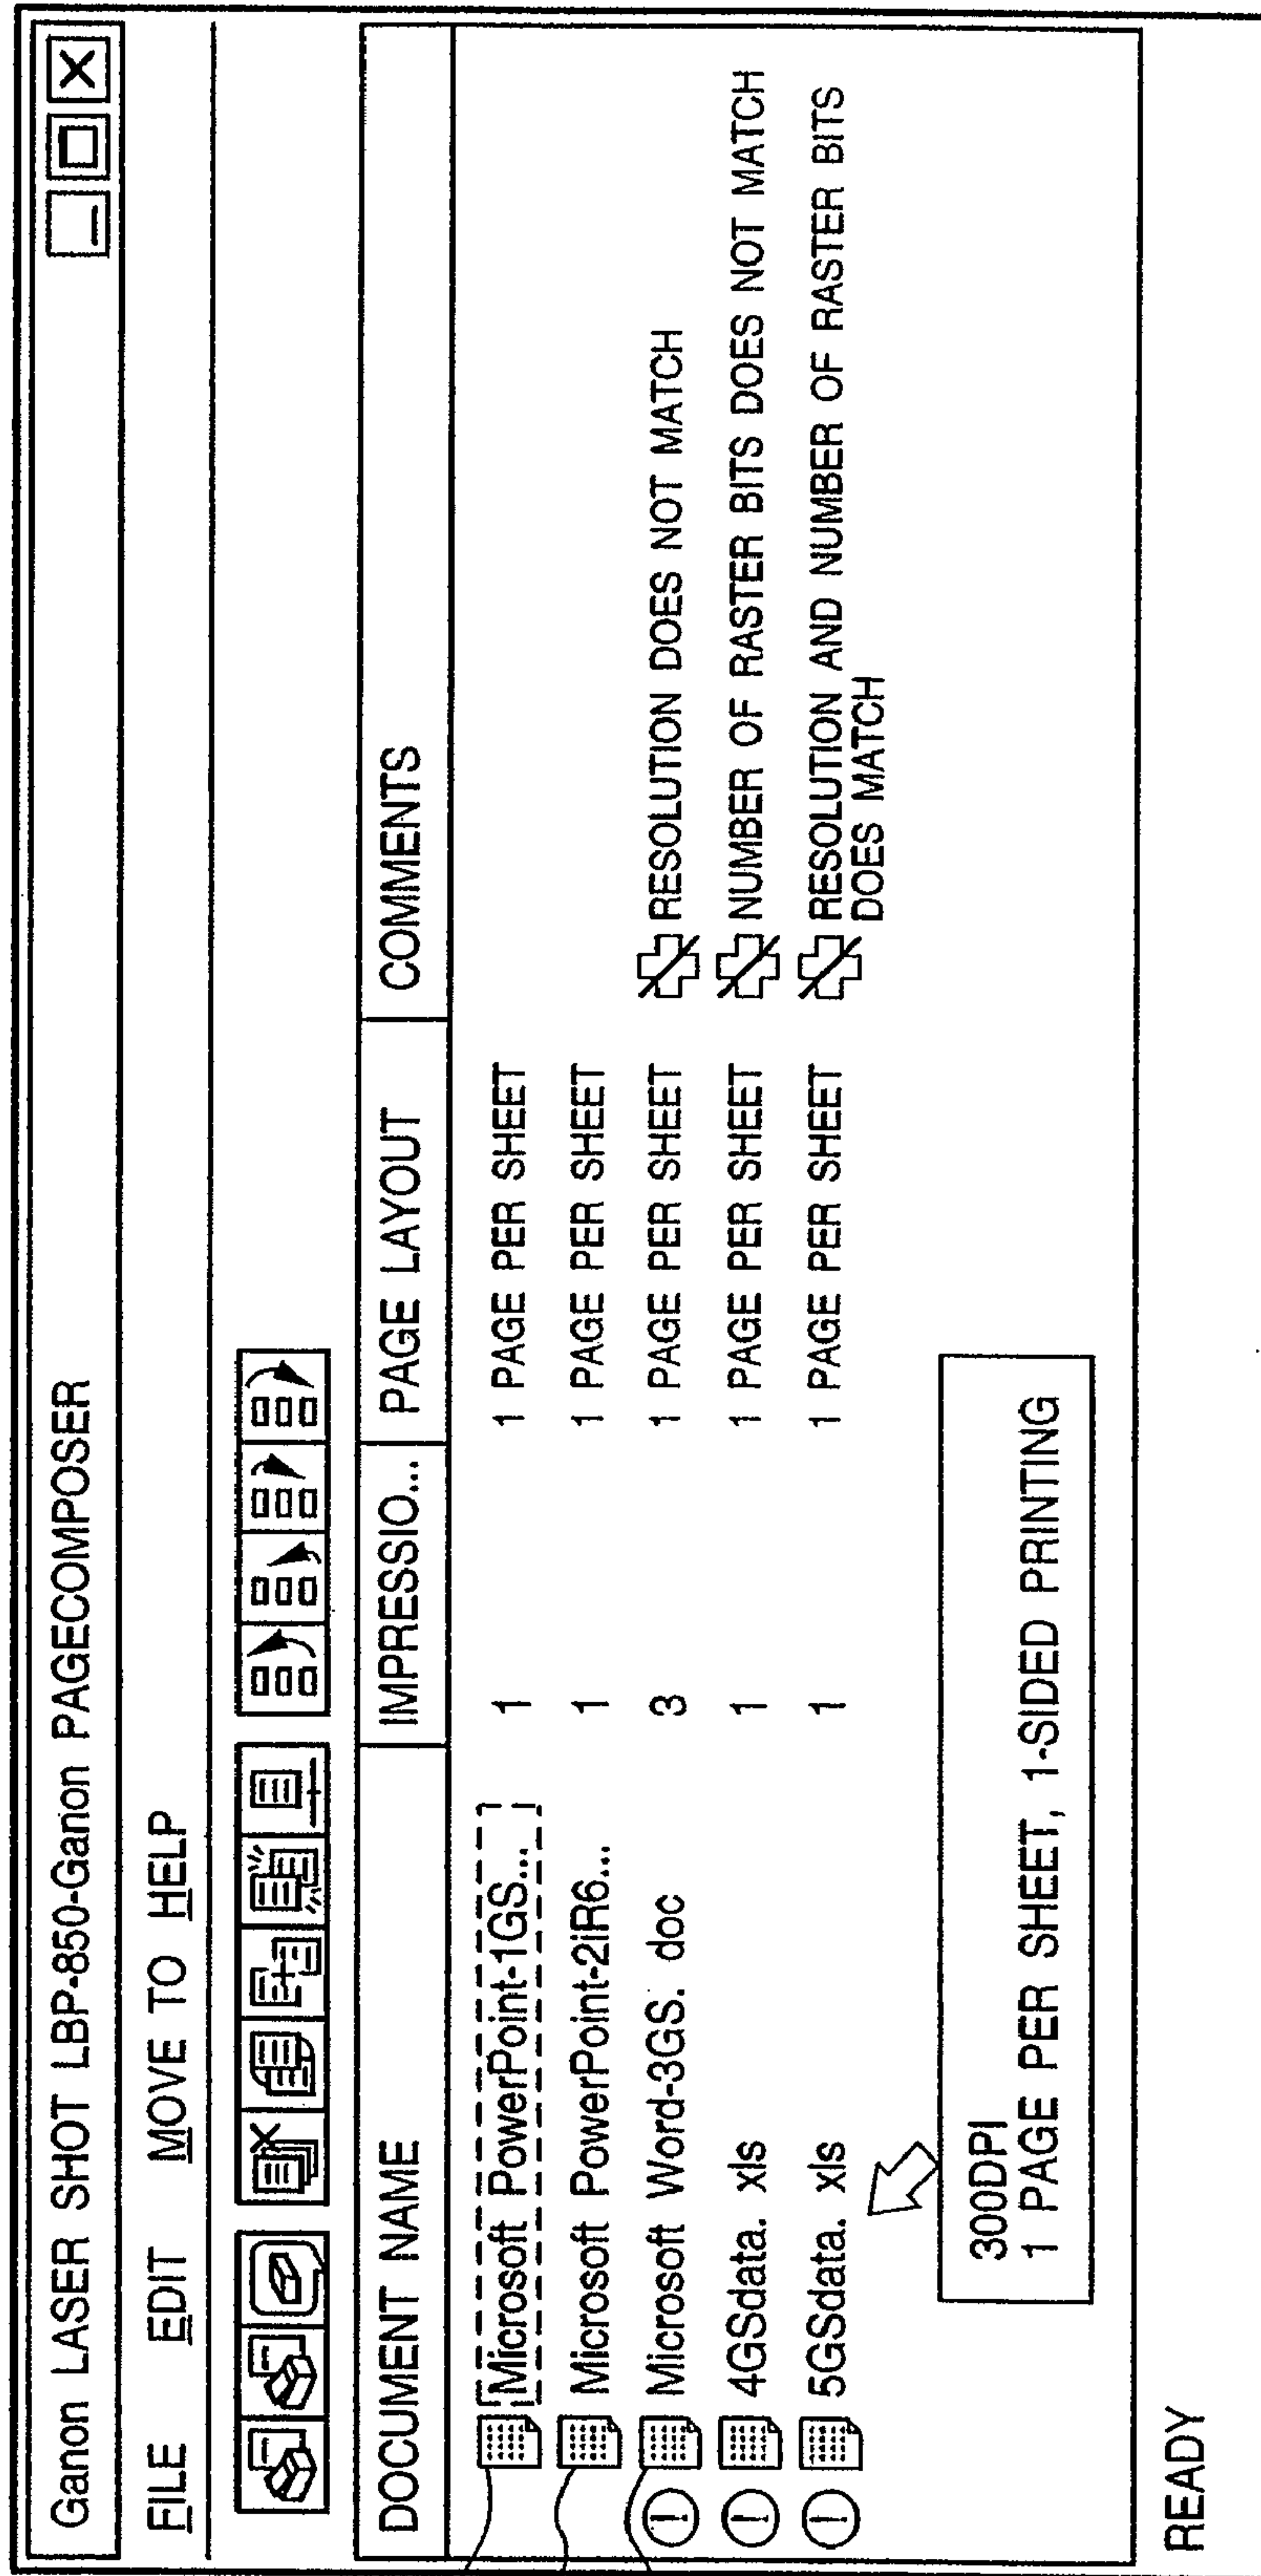 Ganon LASER SHOT LBP-850-Ganon PAGECOMPOSER
FILE EDIT MOVE TO HELP
DOCUMENT NAME IMPRESSIO... PAGE LAYOUT COMMENTS
Microsoft PowerPoint-1GS... 1 1 PAGE PER SHEET
Microsoft PowerPoint-2iR6... 1 1 PAGE PER SHEET
Microsoft Word-3GS. doc 3 1 PAGE PER SHEET RESOLUTION DOES NOT MATCH
4GSdata. xls 1 1 PAGE PER SHEET NUMBER OF RASTER BITS DOES NOT MATCH
5GSdata. xls 1 1 PAGE PER SHEET RESOLUTION AND NUMBER OF RASTER BITS
DOES MATCH
300DPI
1 PAGE PER SHEET, 1-SIDED PRINTING
READY